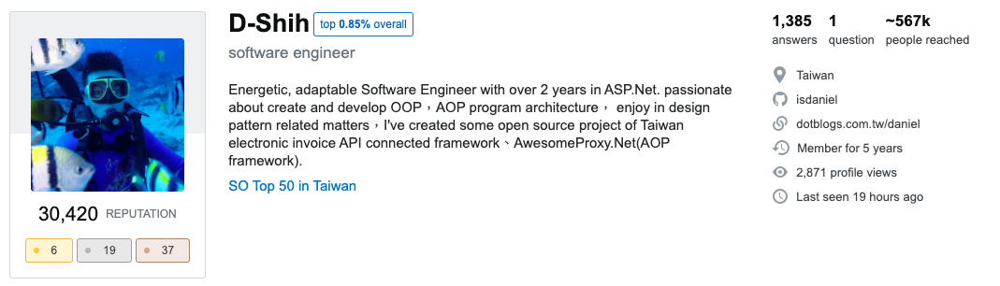 D-Shih top 0.85% overall
software engineer
Energetic, adaptable Software Engineer with over 2 years in ASP.Net. passionate
about create and develop OOP，AOP program architecture， enjoy in design
pattern related matters，I've created some open source project of Taiwan
electronic invoice API connected framework、AwesomeProxy.Net(AOP
framework).
SO Top 50 in Taiwan
30,420 REPUTATION
6 19 37
1,385 1 ~567k
answers question people reached
Taiwan
isdaniel
dotblogs.com.tw/daniel
Member for 5 years
2,871 profile views
Last seen 19 hours ago